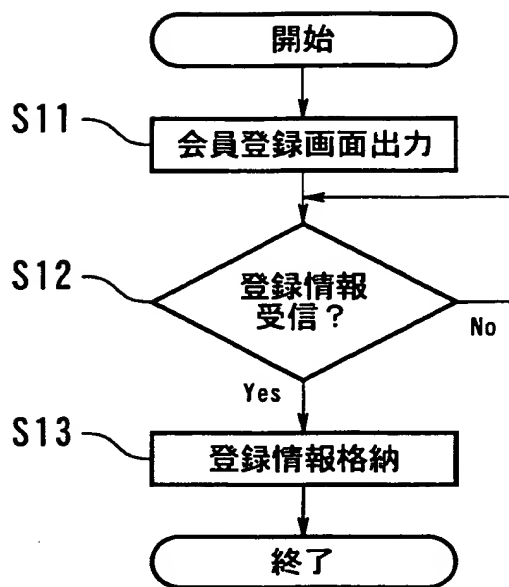 開始
S11
会員登録画面出力
S12
登録情報
受信？
No
Yes
S13
登録情報格納
終了